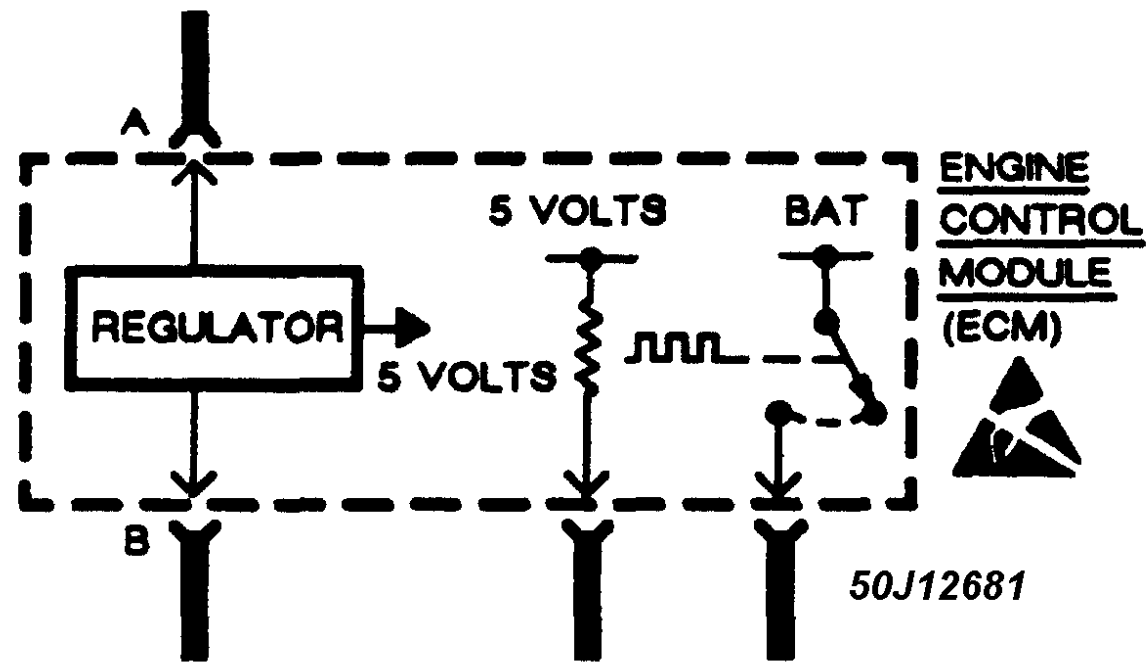 A
5 VOLTS
BAT
ENGINE
CONTROL
MODULE
(ECM)
REGULATOR
5 VOLTS
B
50J12681